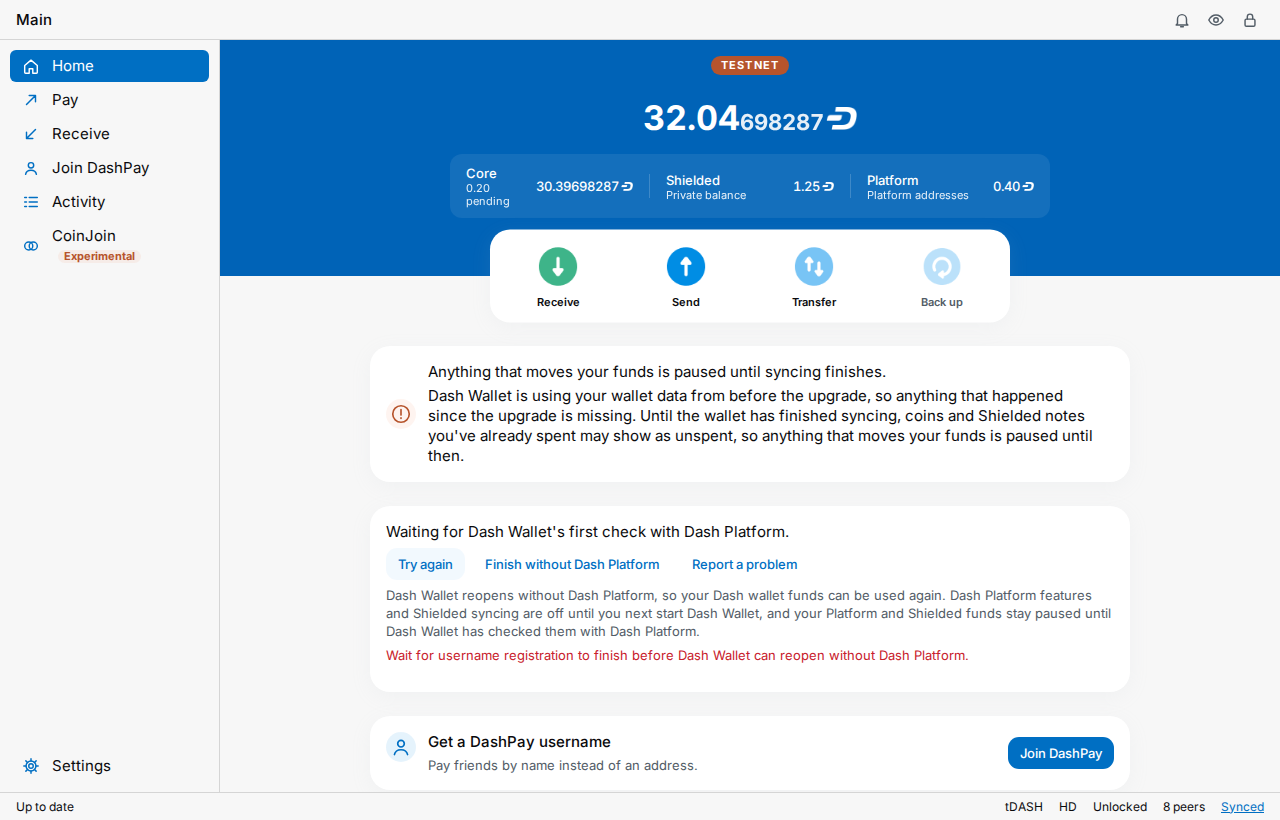 Main
Home
Pay
Receive
Join DashPay
Activity
CoinJoin
Experimental
Settings
TESTNET
32.04698287
Core
0.20
pending
30.39698287
Shielded
Private balance
1.25
Platform
Platform addresses
0.40
Receive
Send
Transfer
Back up
Anything that moves your funds is paused until syncing finishes.
Dash Wallet is using your wallet data from before the upgrade, so anything that happened
since the upgrade is missing. Until the wallet has finished syncing, coins and Shielded notes
you've already spent may show as unspent, so anything that moves your funds is paused until
then.
Waiting for Dash Wallet's first check with Dash Platform.
Try again
Finish without Dash Platform
Report a problem
Dash Wallet reopens without Dash Platform, so your Dash wallet funds can be used again. Dash Platform features
and Shielded syncing are off until you next start Dash Wallet, and your Platform and Shielded funds stay paused until
Dash Wallet has checked them with Dash Platform.
Wait for username registration to finish before Dash Wallet can reopen without Dash Platform.
Get a DashPay username
Pay friends by name instead of an address.
Join DashPay
Up to date
tDASH
HD
Unlocked
8 peers
Synced